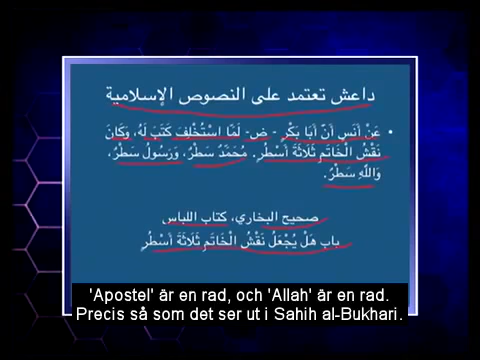 داعش تعتمد على النصوص الإسلامية
• عَنْ أَنَسٍ أَنَّ أَبَا بَكْرٍ - ض- لَمَّا اسْتُخْلِفَ كَتَبَ لَهُ، وَكَانَ
نَقْشُ الْخَاتَمِ ثَلَاثَةَ أَسْطُرٍ. مُحَمَّدٌ سَطْرٌ، وَرَسُولُ سَطْرٌ،
وَاللَّهِ سَطْرٌ.
صحيح البخاري، كتاب اللباس
باب هَلْ يُجْعَلُ نَقْشُ الْخَاتَمِ ثَلَاثَةَ أَسْطُرٍ
'Apostel' är en rad, och 'Allah' är en rad.
Precis så som det ser ut i Sahih al-Bukhari.